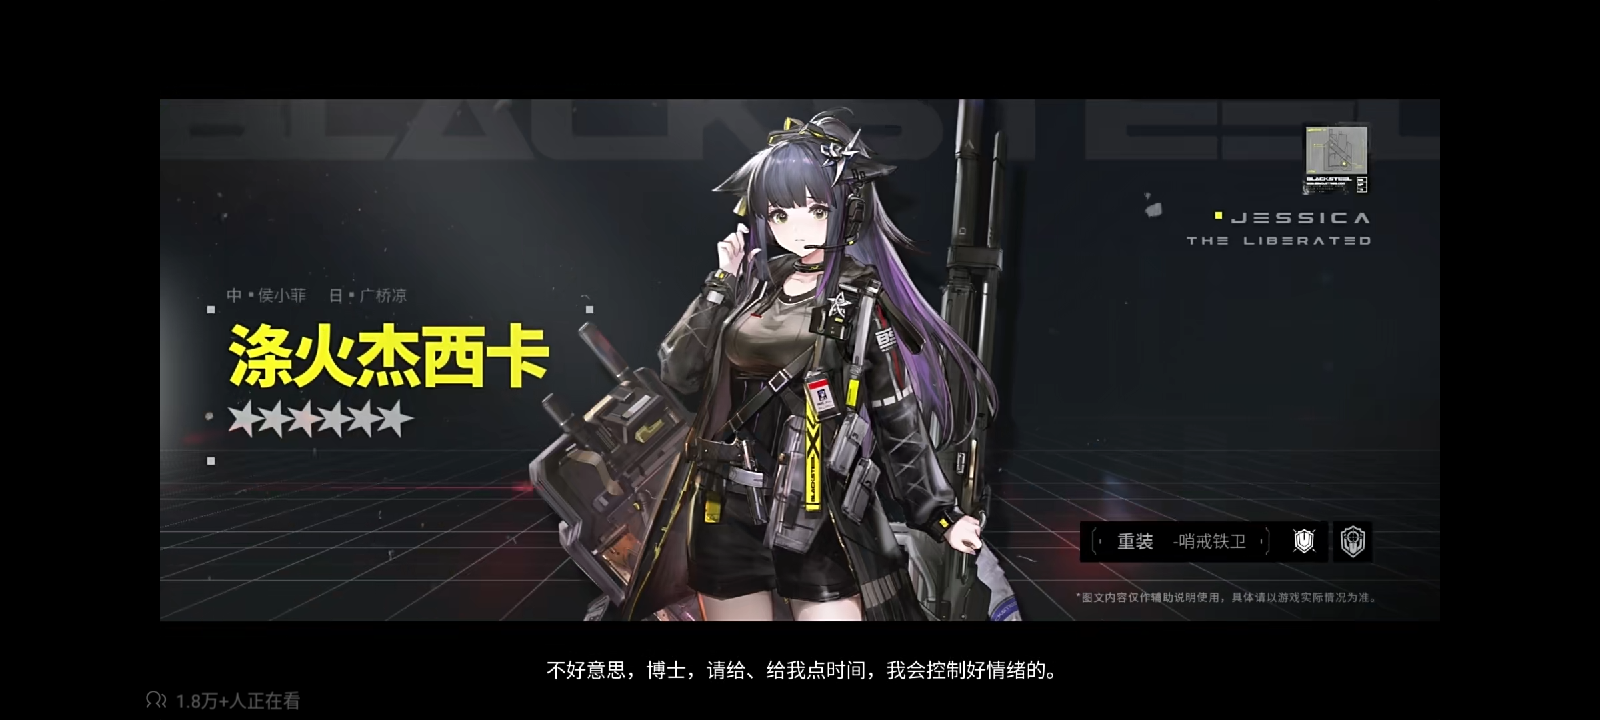 BLACKSTEEL
BLACKSTEEL
JESSICA
THE LIBERATED
中·侯小菲 日·广桥凉
涤火杰西卡
BLACKSTEEL
重装 -哨戒铁卫
*图文内容仅作辅助说明使用，具体请以游戏实际情况为准。
不好意思，博士，请给、给我点时间，我会控制好情绪的。
1.8万+人正在看